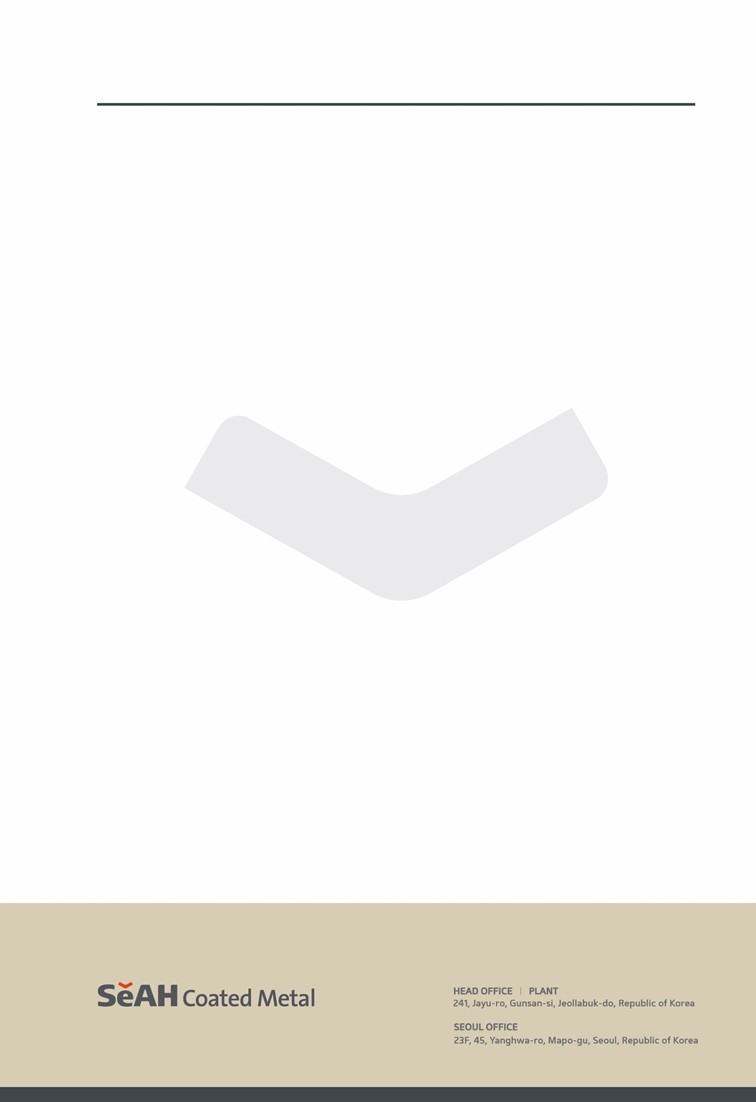 SeAH Coated Metal
HEAD OFFICE | PLANT
241, Jayu-ro, Gunsan-si, Jeollabuk-do, Republic of Korea
SEOUL OFFICE
23F, 45, Yanghwa-ro, Mapo-gu, Seoul, Republic of Korea